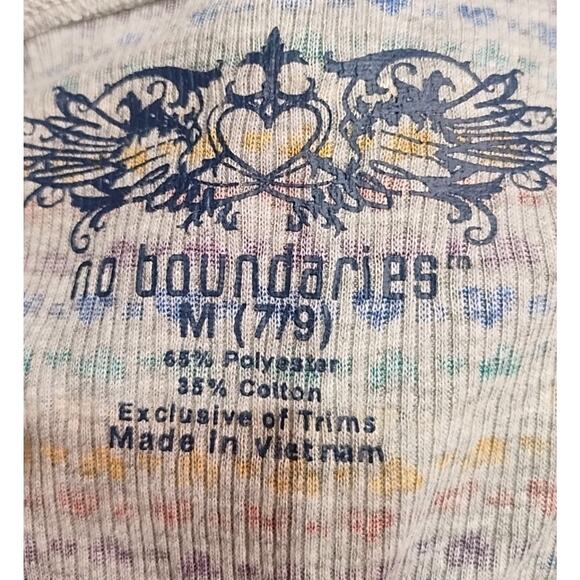 no boundaries™
M (7/9)
65% Polyester
35% Cotton
Exclusive of Trims
Made in Vietnam